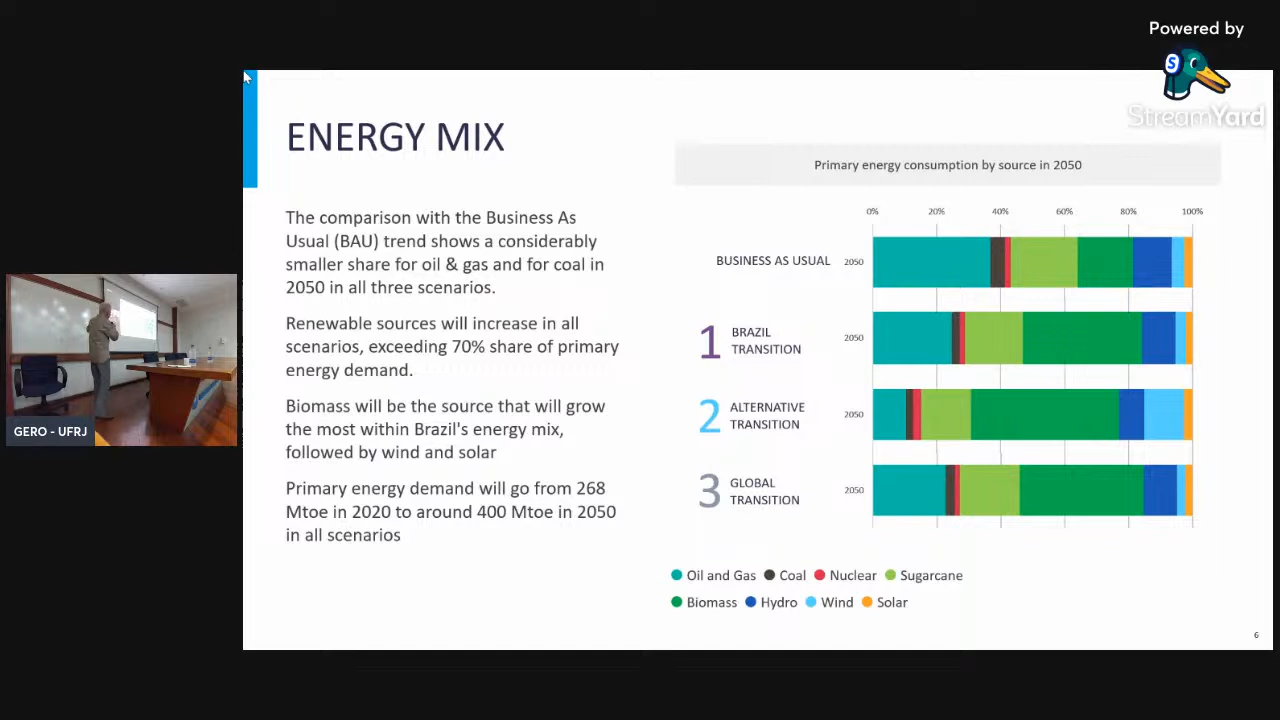 Powered by
StreamYard
ENERGY MIX
The comparison with the Business As
Usual (BAU) trend shows a considerably
smaller share for oil & gas and for coal in
2050 in all three scenarios.
Renewable sources will increase in all
scenarios, exceeding 70% share of primary
energy demand.
Biomass will be the source that will grow
the most within Brazil's energy mix,
followed by wind and solar
Primary energy demand will go from 268
Mtoe in 2020 to around 400 Mtoe in 2050
in all scenarios
Primary energy consumption by source in 2050
0% 20% 40% 60% 80% 100%
BUSINESS AS USUAL 2050
1 BRAZIL
TRANSITION
2050
2 ALTERNATIVE
TRANSITION
2050
3 GLOBAL
TRANSITION
2050
Oil and Gas Coal Nuclear Sugarcane
Biomass Hydro Wind Solar
6
GERO - UFRJ